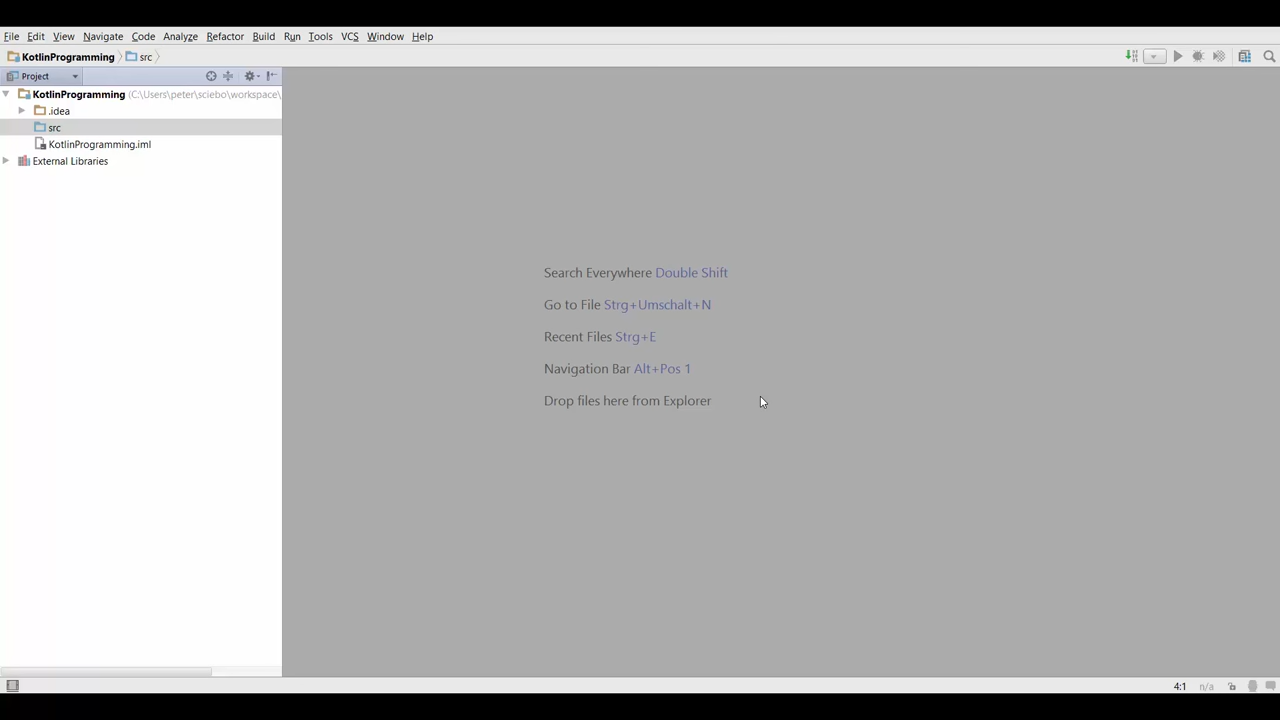 File Edit View Navigate Code Analyze Refactor Build Run Tools VCS Window Help
KotlinProgramming src
Project
KotlinProgramming (C:\Users\peter\sciebo\workspace\
.idea
src
KotlinProgramming.iml
External Libraries
Search Everywhere Double Shift
Go to File Strg+Umschalt+N
Recent Files Strg+E
Navigation Bar Alt+Pos 1
Drop files here from Explorer
4:1 n/a